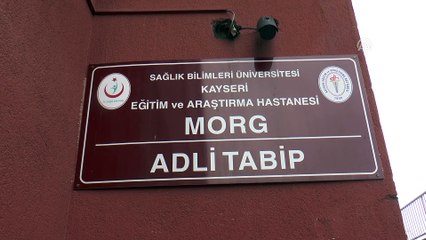 SAĞLIK BİLİMLERİ ÜNİVERSİTESİ
KAYSERİ
EĞİTİM ve ARAŞTIRMA HASTANESİ
MORG
ADLİ TABİP